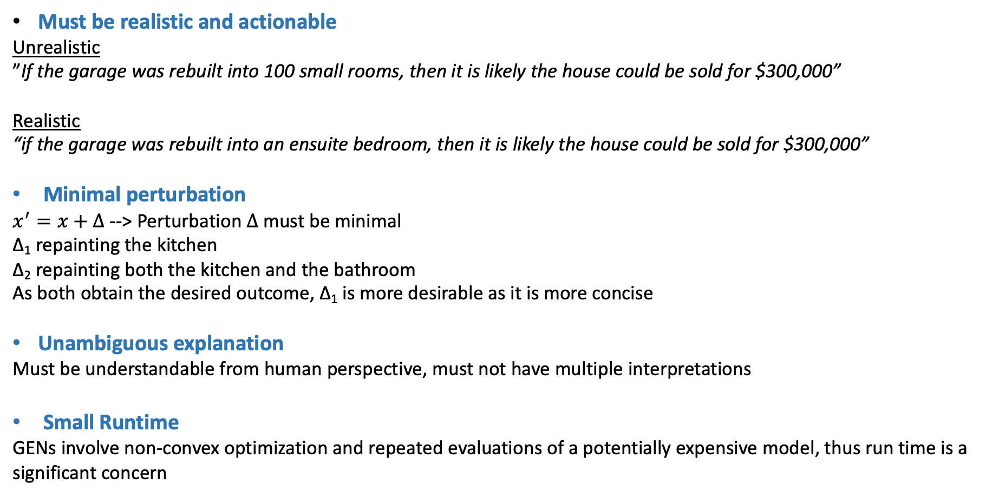 • Must be realistic and actionable
Unrealistic
”If the garage was rebuilt into 100 small rooms, then it is likely the house could be sold for $300,000”
Realistic
“if the garage was rebuilt into an ensuite bedroom, then it is likely the house could be sold for $300,000”
• Minimal perturbation
x′ = x + Δ --> Perturbation Δ must be minimal
Δ₁ repainting the kitchen
Δ₂ repainting both the kitchen and the bathroom
As both obtain the desired outcome, Δ₁ is more desirable as it is more concise
• Unambiguous explanation
Must be understandable from human perspective, must not have multiple interpretations
• Small Runtime
GENs involve non-convex optimization and repeated evaluations of a potentially expensive model, thus run time is a
significant concern